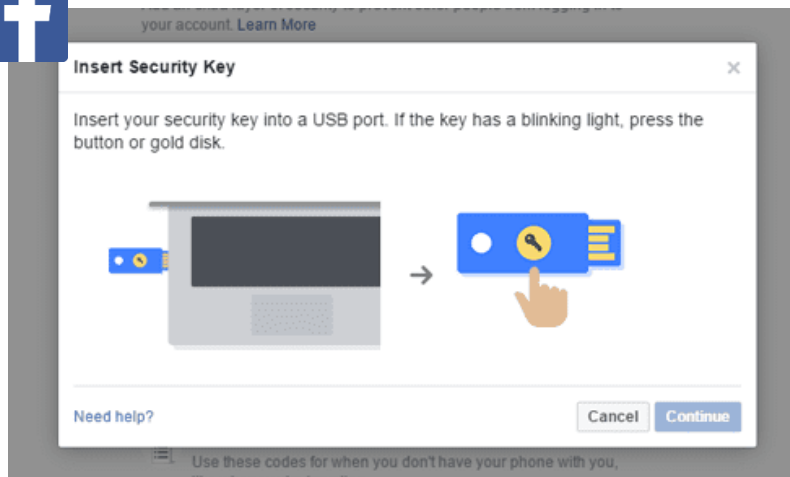 your account. Learn More
Insert Security Key
×
Insert your security key into a USB port. If the key has a blinking light, press the
button or gold disk.
Need help?
Cancel
Continue
Use these codes for when you don't have your phone with you,